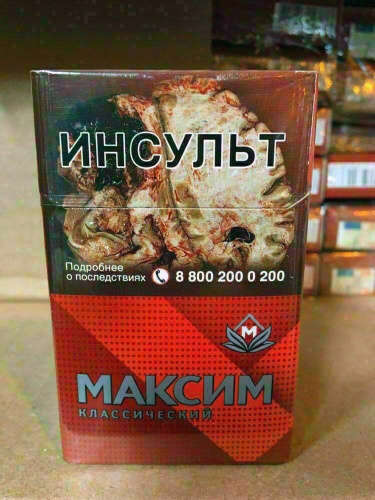 ИНСУЛЬТ
Подробнее
о последствиях 8 800 200 0 200
М
МАКСИМ
КЛАССИЧЕСКИЙ